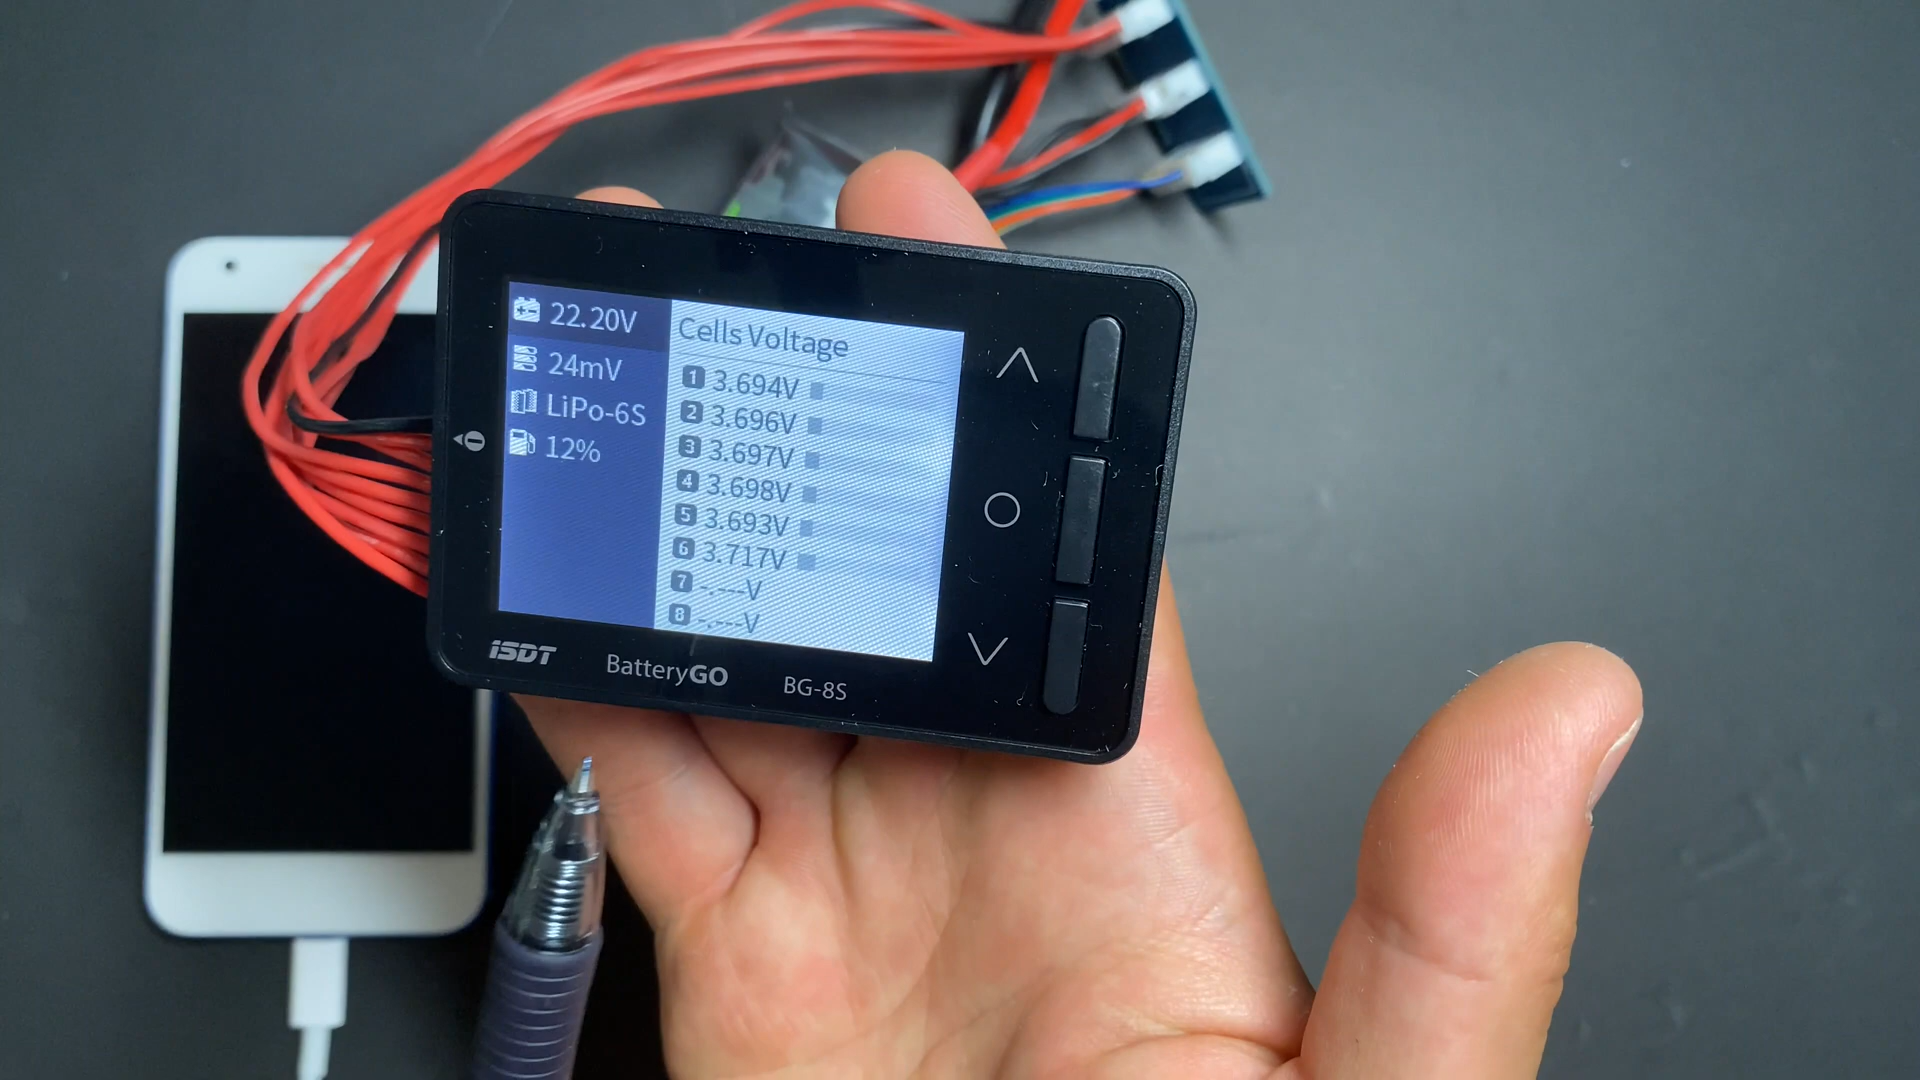 22.20V
24mV
LiPo-6S
12%
Cells Voltage
1 3.694V
2 3.696V
3 3.697V
4 3.698V
5 3.693V
6 3.717V
7 -.---V
8 -.---V
ISDT
BatteryGO
BG-8S